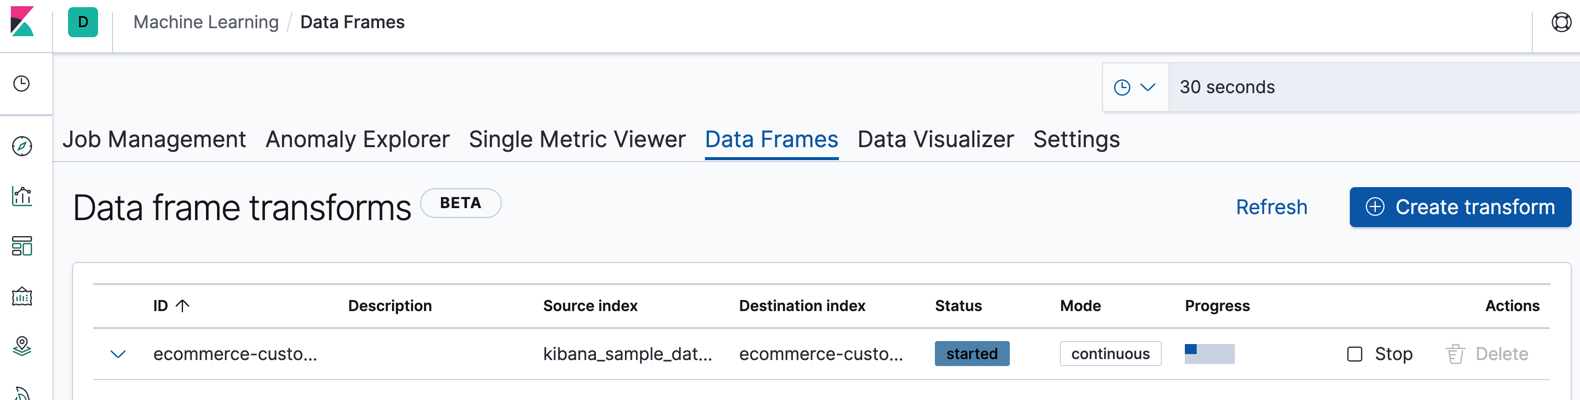 D Machine Learning / Data Frames
30 seconds
Job Management Anomaly Explorer Single Metric Viewer Data Frames Data Visualizer Settings
Data frame transforms BETA Refresh Create transform
ID Description Source index Destination index Status Mode Progress Actions
ecommerce-custo... kibana_sample_dat... ecommerce-custo... started continuous Stop Delete